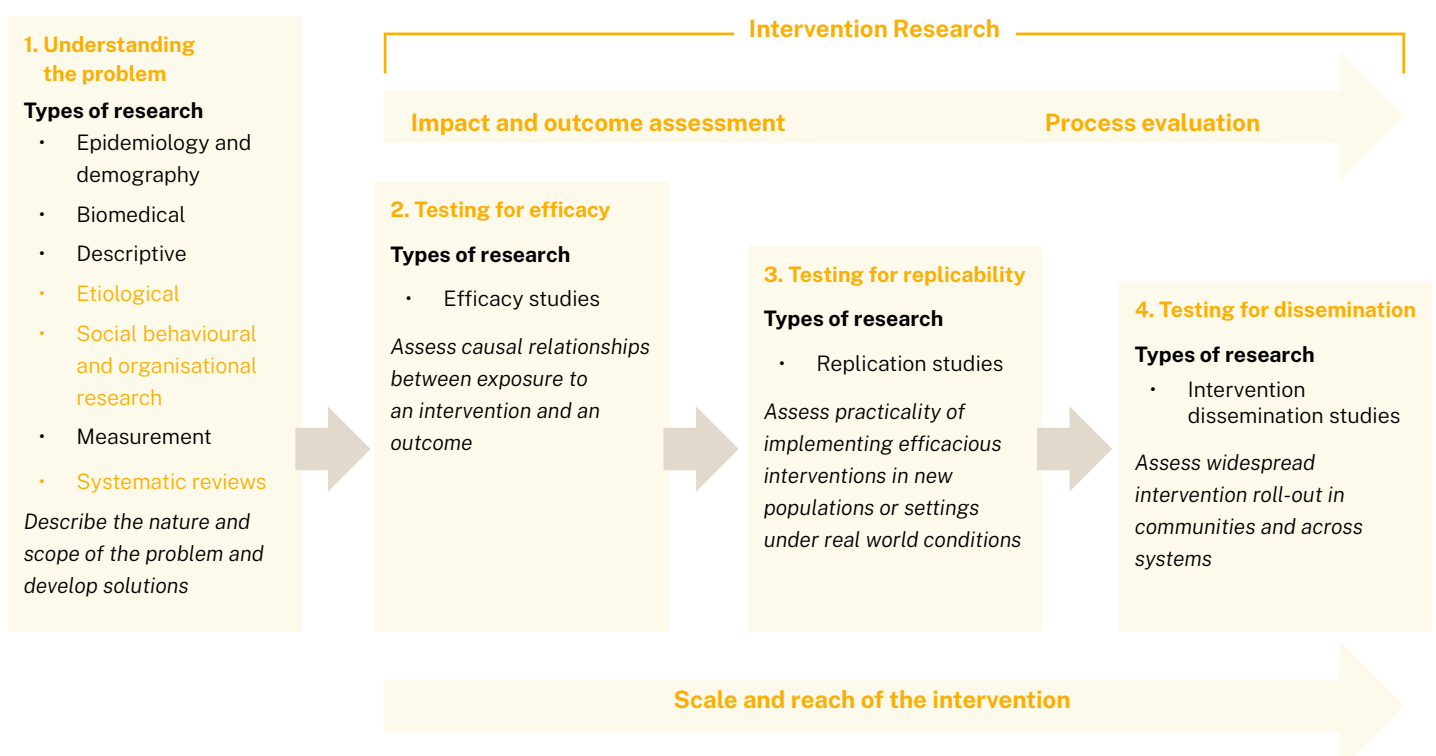 1. Understanding
the problem
Types of research
• Epidemiology and
demography
• Biomedical
• Descriptive
• Etiological
• Social behavioural
and organisational
research
• Measurement
• Systematic reviews
Describe the nature and
scope of the problem and
develop solutions
Intervention Research
Impact and outcome assessment
Process evaluation
2. Testing for efficacy
Types of research
• Efficacy studies
Assess causal relationships
between exposure to
an intervention and an
outcome
3. Testing for replicability
Types of research
• Replication studies
Assess practicality of
implementing efficacious
interventions in new
populations or settings
under real world conditions
4. Testing for dissemination
Types of research
• Intervention
dissemination studies
Assess widespread
intervention roll-out in
communities and across
systems
Scale and reach of the intervention